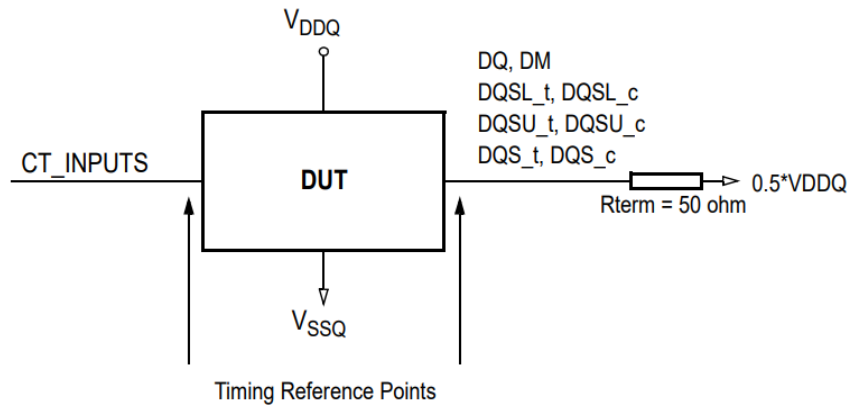 VDDQ
DQ, DM
DQSL_t, DQSL_c
DQSU_t, DQSU_c
DQS_t, DQS_c
CT_INPUTS
DUT
0.5*VDDQ
Rterm = 50 ohm
VSSQ
Timing Reference Points